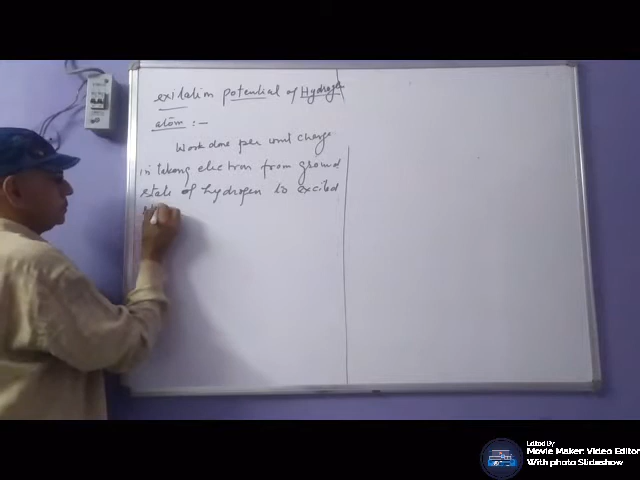 exitation potential of Hydrogen
atom :-
Work done per unit charge
in taking electron from ground
state of hydrogen to excited
Edited By
Movie Maker: Video Editor
With photo Slideshow